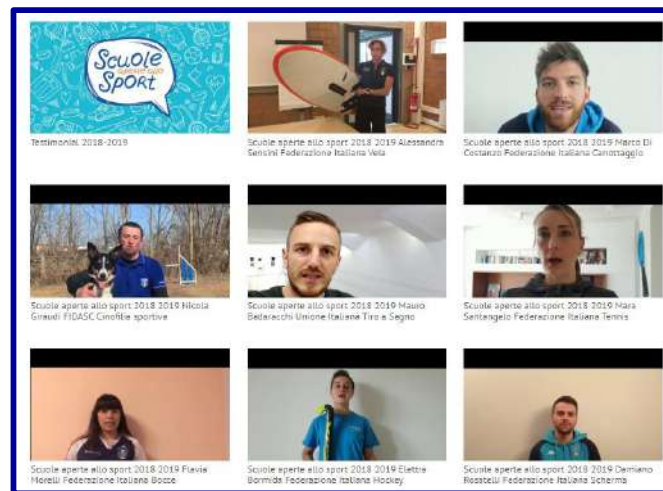 Scuole
aperte allo
Sport
Testimonial 2018-2019
Scuole aperte allo sport 2018 2019 Alessandra
Sensini Federazione Italiana Vela
Scuole aperte allo sport 2018 2019 Marco Di
Costanzo Federazione Italiana Canottaggio
Scuole aperte allo sport 2018 2019 Nicola
Giraudi FIDASC Cinofilia sportiva
Scuole aperte allo sport 2018 2019 Mauro
Badaracchi Unione Italiana Tiro a Segno
Scuole aperte allo sport 2018 2019 Mara
Santangelo Federazione Italiana Tennis
Scuole aperte allo sport 2018 2019 Flavia
Morelli Federazione Italiana Bocce
Scuole aperte allo sport 2018 2019 Elettra
Bormida Federazione Italiana Hockey
Scuole aperte allo sport 2018 2019 Damiano
Rosatelli Federazione Italiana Scherma